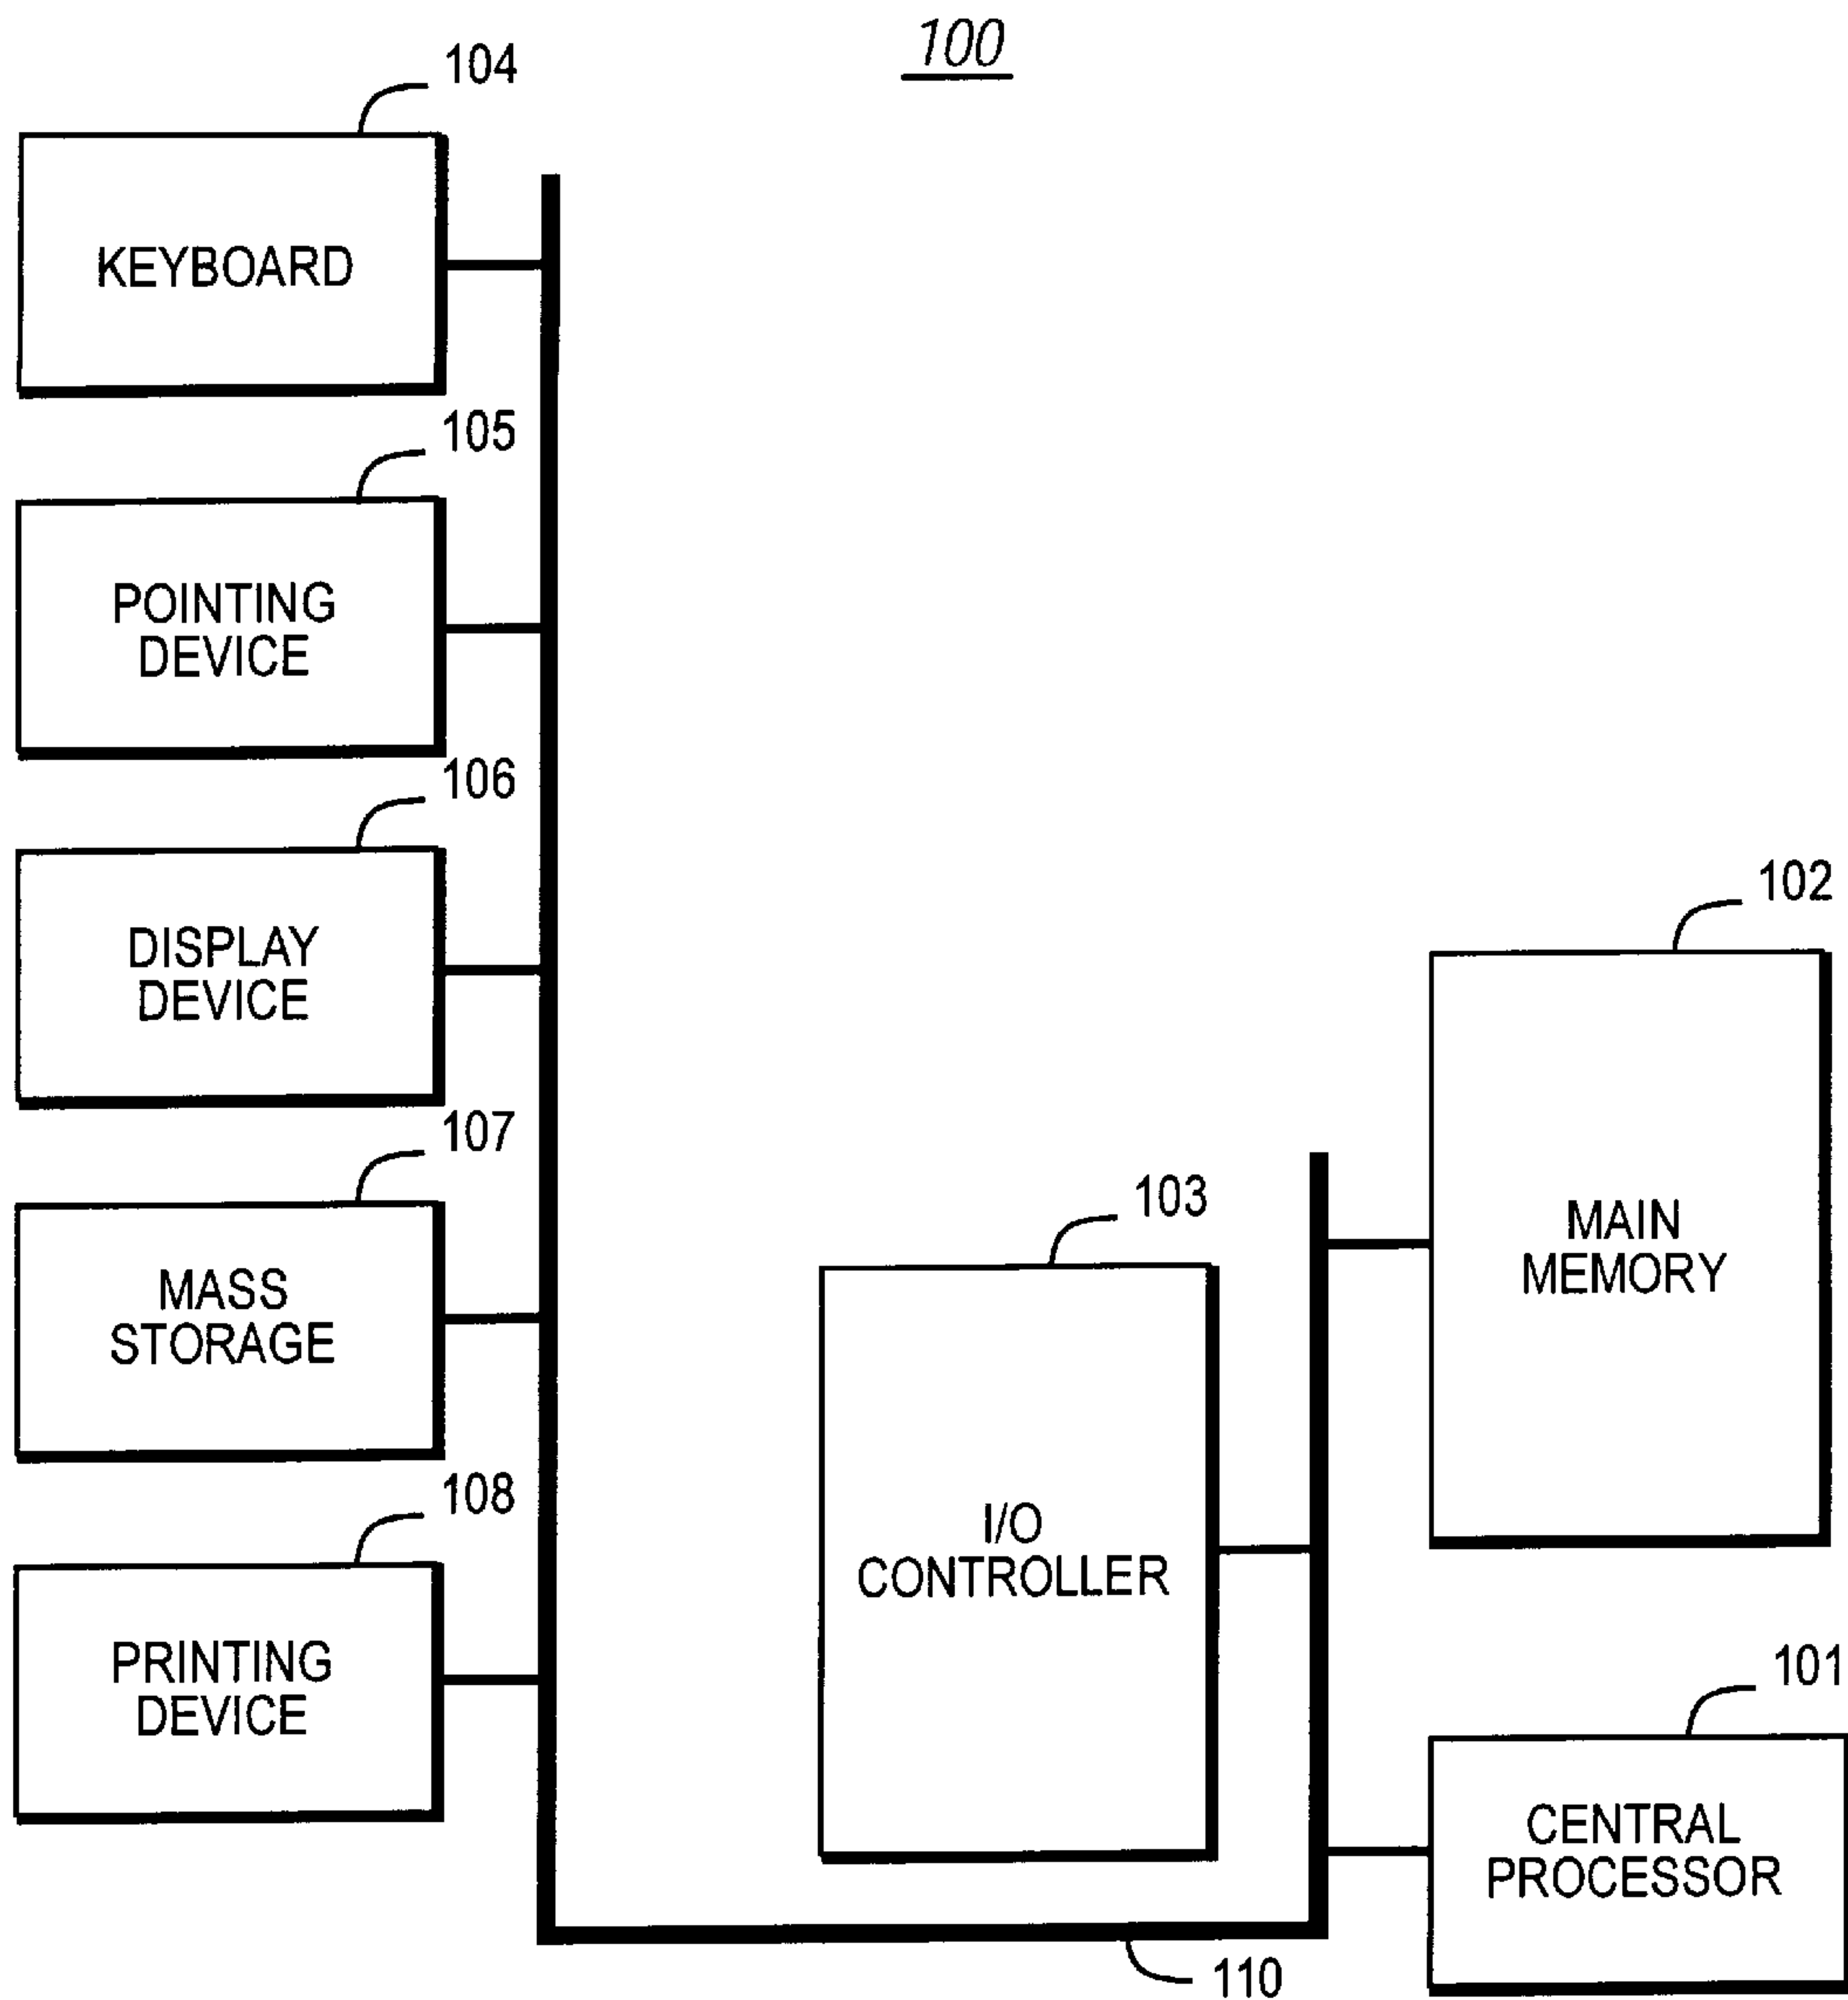 100
104
KEYBOARD
105
POINTING
DEVICE
106
DISPLAY
DEVICE
107
MASS
STORAGE
108
PRINTING
DEVICE
103
I/O
CONTROLLER
102
MAIN
MEMORY
101
CENTRAL
PROCESSOR
110